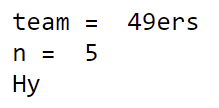 team =  49ers
n =  5
Hy